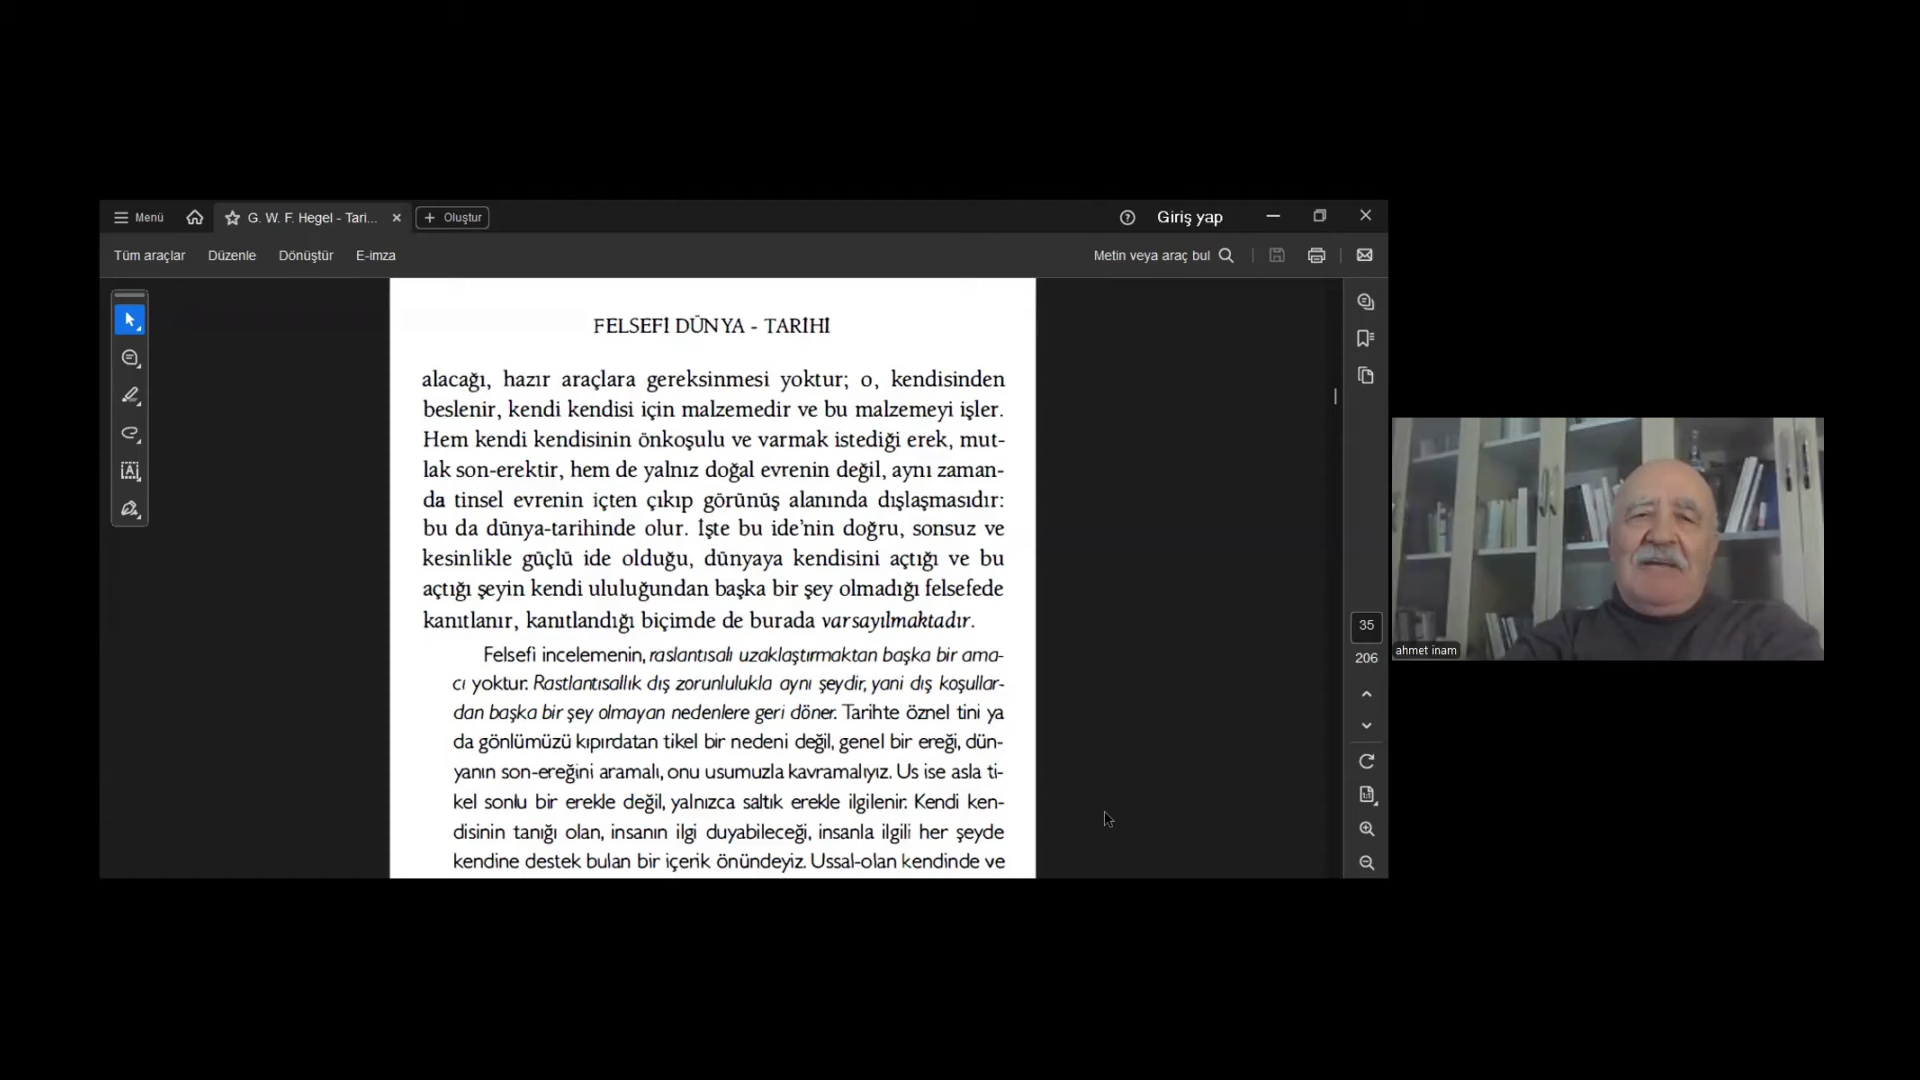 Menü
G. W. F. Hegel - Tari...
Oluştur
Giriş yap
Tüm araçlar
Düzenle
Dönüştür
E-imza
Metin veya araç bul
FELSEFİ DÜNYA - TARİHİ
alacağı, hazır araçlara gereksinmesi yoktur; o, kendisinden
beslenir, kendi kendisi için malzemedir ve bu malzemeyi işler.
Hem kendi kendisinin önkoşulu ve varmak istediği erek, mut-
lak son-erektir, hem de yalnız doğal evrenin değil, aynı zaman-
da tinsel evrenin içten çıkıp görünüş alanında dışlaşmasıdır:
bu da dünya-tarihinde olur. İşte bu ide'nin doğru, sonsuz ve
kesinlikle güçlü ide olduğu, dünyaya kendisini açtığı ve bu
açtığı şeyin kendi ululuğundan başka bir şey olmadığı felsefede
kanıtlanır, kanıtlandığı biçimde de burada varsayılmaktadır.
Felsefi incelemenin, raslantısalı uzaklaştırmaktan başka bir ama-
cı yoktur. Rastlantısallık dış zorunlulukla aynı şeydir, yani dış koşullar-
dan başka bir şey olmayan nedenlere geri döner. Tarihte öznel tini ya
da gönlümüzü kıpırdatan tikel bir nedeni değil, genel bir ereği, dün-
yanın son-ereğini aramalı, onu usumuzla kavramalıyız. Us ise asla ti-
kel sonlu bir erekle değil, yalnızca saltık erekle ilgilenir. Kendi ken-
disinin tanığı olan, insanın ilgi duyabileceği, insanla ilgili her şeyde
kendine destek bulan bir içerik önündeyiz. Ussal-olan kendinde ve
35
206
ahmet inam